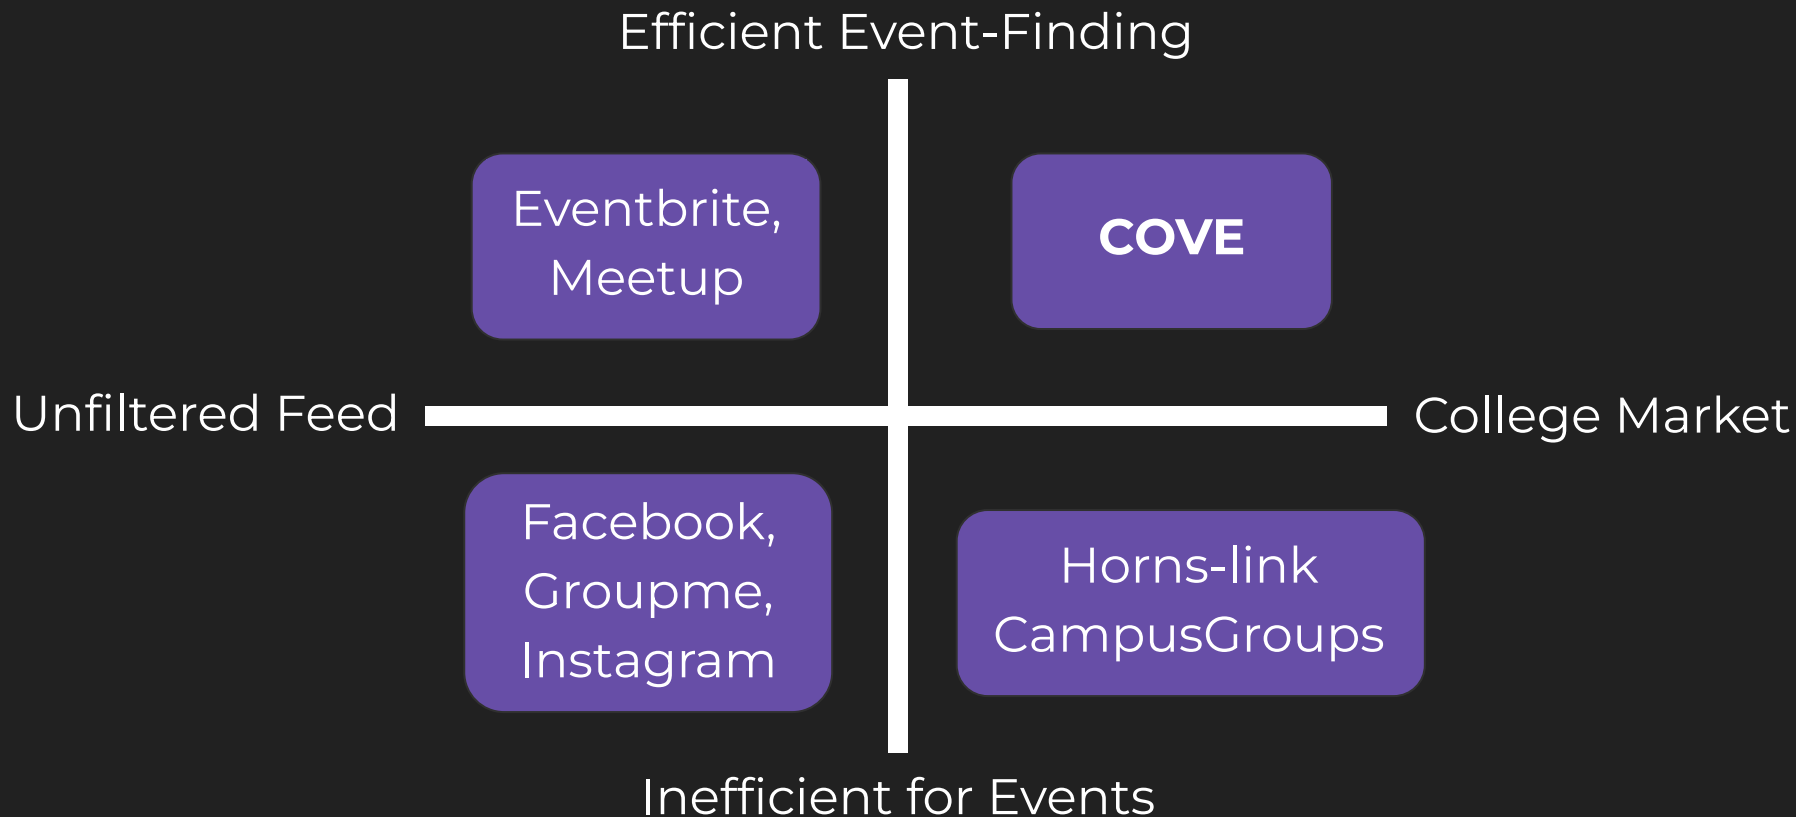 Efficient Event-Finding
Eventbrite,
Meetup
COVE
Unfiltered Feed
College Market
Facebook,
Groupme,
Instagram
Horns-link
CampusGroups
Inefficient for Events